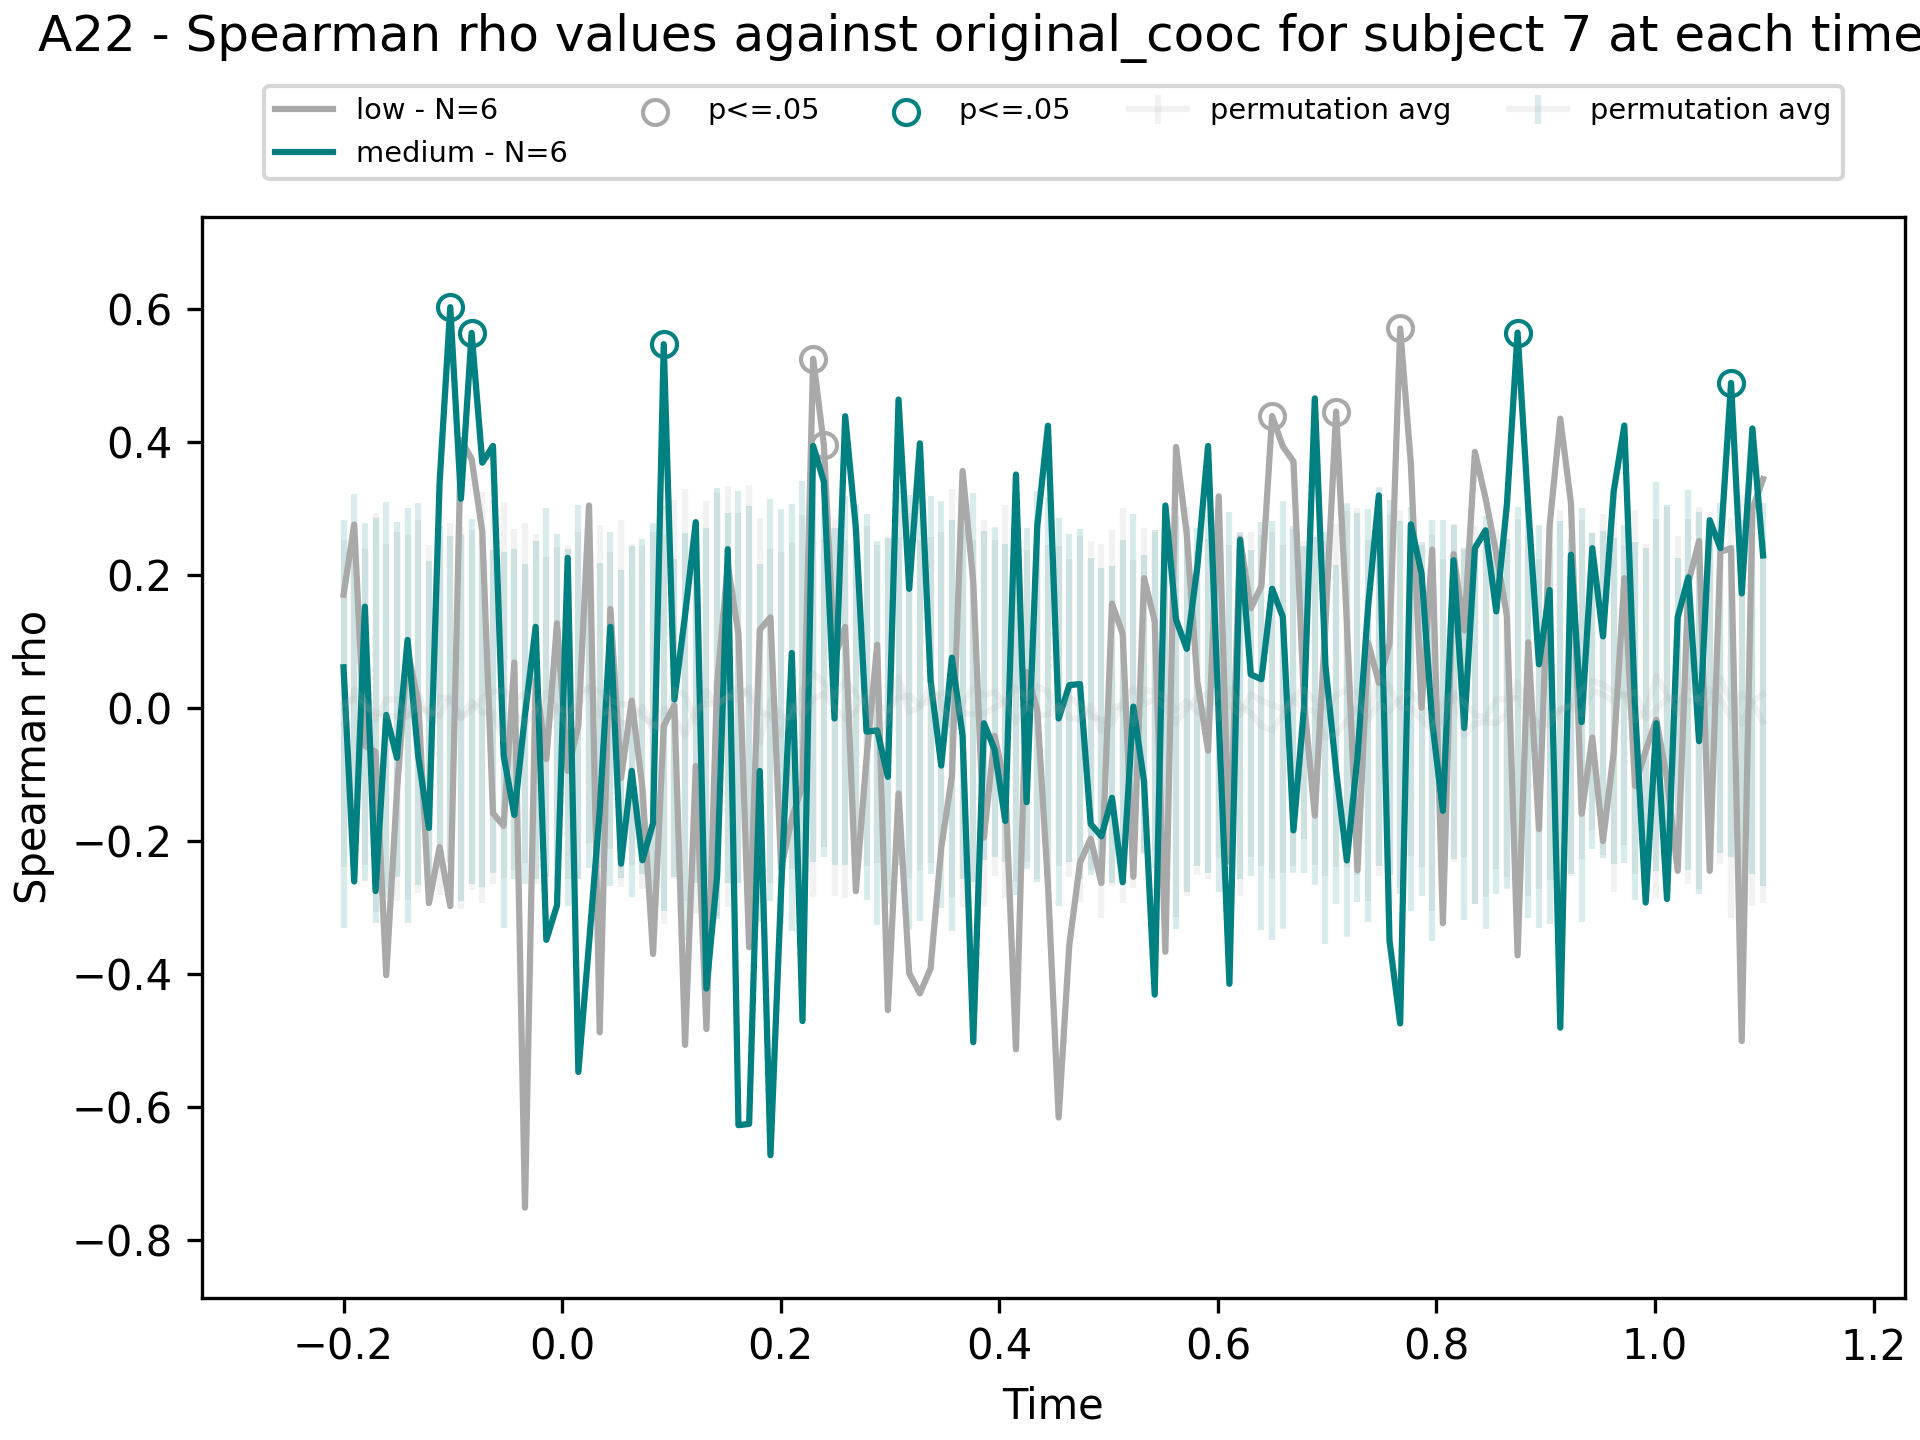 A22 - Spearman rho values against original_cooc for subject 7 at each time
low - N=6
medium - N=6
p<=.05
p<=.05
permutation avg
permutation avg
Spearman rho
0.6
0.4
0.2
0.0
−0.2
−0.4
−0.6
−0.8
−0.2
0.0
0.2
0.4
0.6
0.8
1.0
1.2
Time